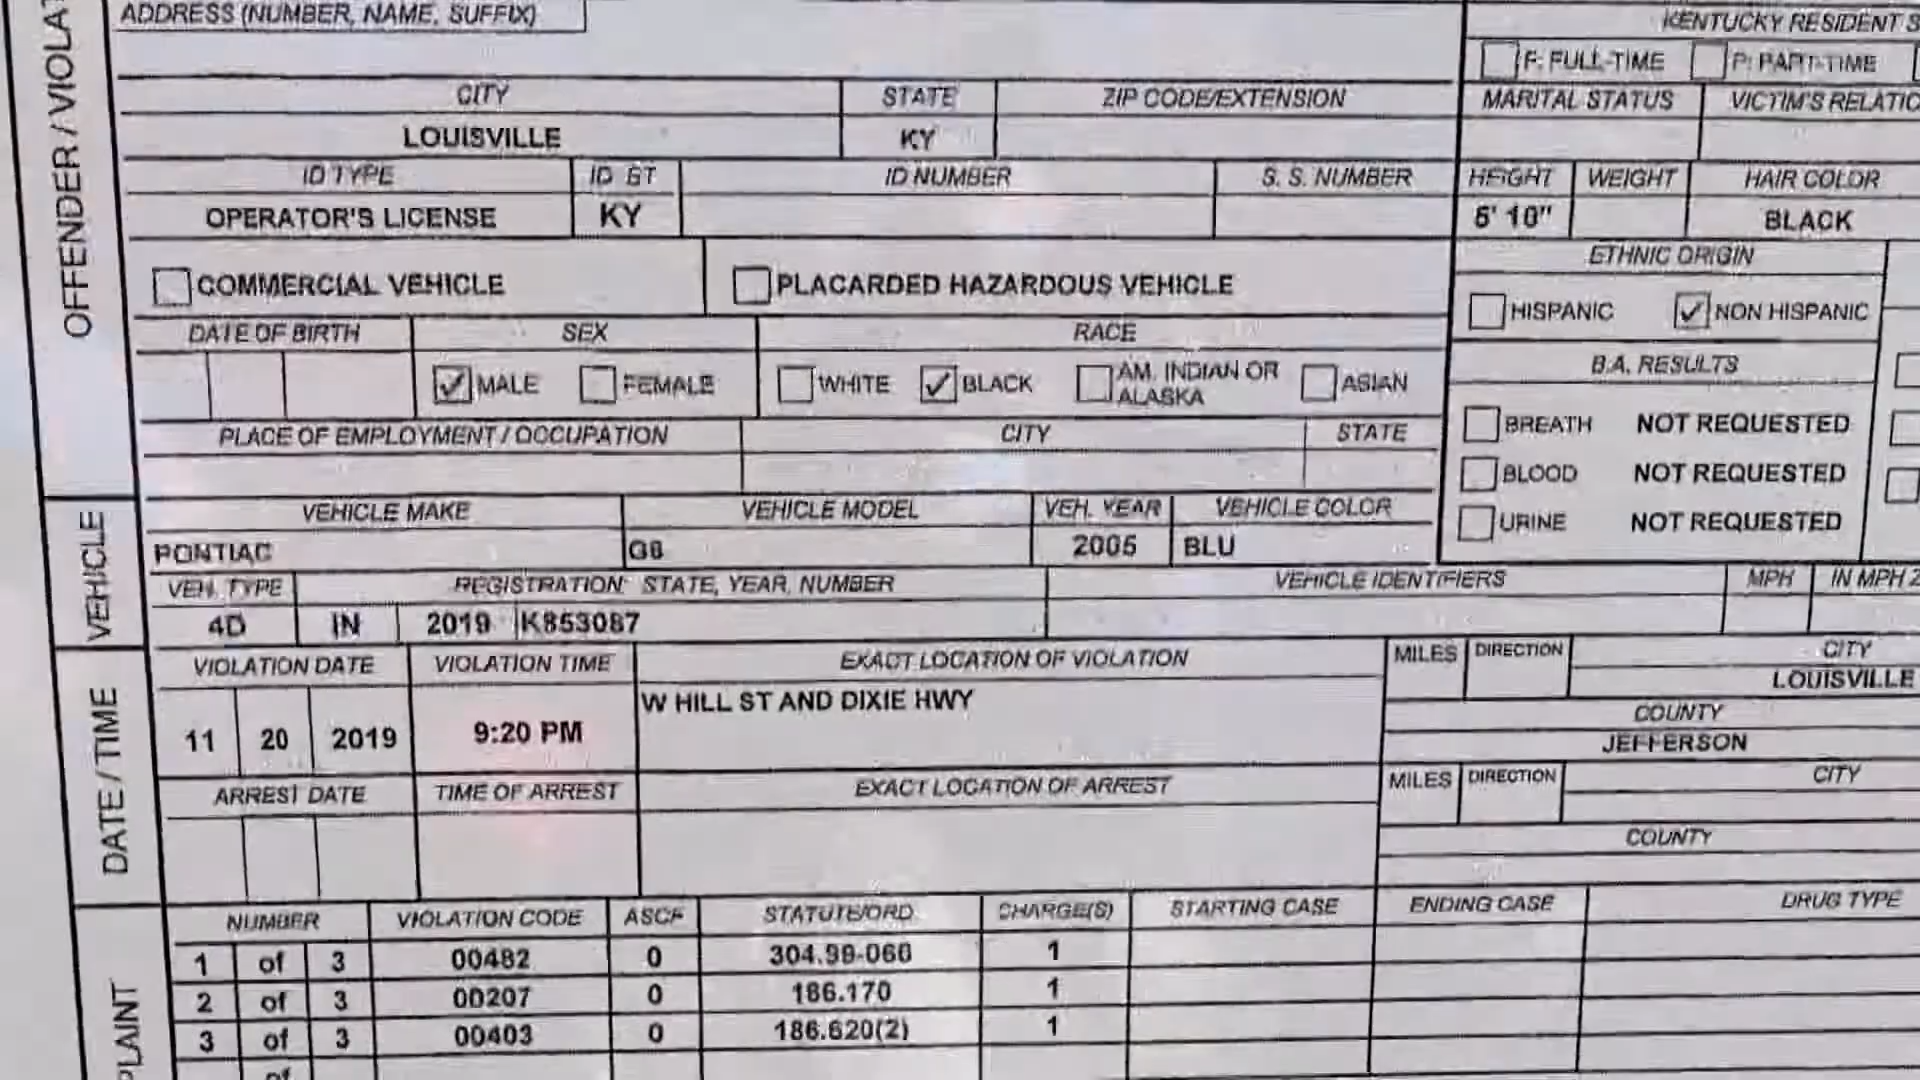 ADDRESS (NUMBER, NAME, SUFFIX)
KENTUCKY RESIDENT S
F: FULL-TIME P: PART-TIME
CITY STATE ZIP CODE/EXTENSION MARITAL STATUS VICTIM'S RELATIO
LOUISVILLE KY
ID TYPE ID ST ID NUMBER S. S. NUMBER HEIGHT WEIGHT HAIR COLOR
OPERATOR'S LICENSE KY 10" BLACK
ETHNIC ORIGIN
COMMERCIAL VEHICLE PLACARDED HAZARDOUS VEHICLE
HISPANIC NON HISPANIC
DATE OF BIRTH SEX RACE
B.A. RESULTS
MALE FEMALE WHITE BLACK AM. INDIAN OR ALASKA ASIAN
BREATH NOT REQUESTED
PLACE OF EMPLOYMENT / OCCUPATION CITY STATE
BLOOD NOT REQUESTED
VEHICLE MAKE VEHICLE MODEL VEH. YEAR VEHICLE COLOR
URINE NOT REQUESTED
PONTIAC 2005 BLU
VEH. TYPE REGISTRATION: STATE, YEAR, NUMBER VEHICLE IDENTIFIERS MPH IN MPH Z
4D IN 2019 K853087
VIOLATION DATE VIOLATION TIME EXACT LOCATION OF VIOLATION MILES DIRECTION CITY
LOUISVILLE
W HILL ST AND DIXIE HWY
11 20 2019 9:20 PM
COUNTY
JEFFERSON
ARREST DATE TIME OF ARREST EXACT LOCATION OF ARREST MILES DIRECTION CITY
COUNTY
NUMBER VIOLATION CODE ASCF STATUTE/ORD CHARGE(S) STARTING CASE ENDING CASE DRUG TYPE
1 of 3 00482 0 304.99-060 1
2 of 3 00207 0 186.170 1
3 of 3 00403 0 186.620(2) 1
of
OFFENDER / VIOLAT
VEHICLE
DATE / TIME
PLAINT